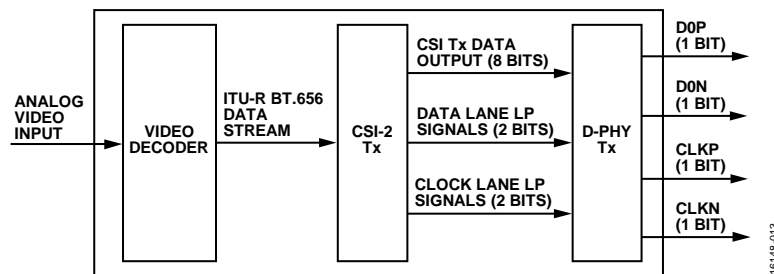 ANALOG
VIDEO
INPUT
VIDEO
DECODER
ITU-R BT.656
DATA
STREAM
CSI-2
Tx
CSI Tx DATA
OUTPUT (8 BITS)
DATA LANE LP
SIGNALS (2 BITS)
CLOCK LANE LP
SIGNALS (2 BITS)
D-PHY
Tx
D0P
(1 BIT)
D0N
(1 BIT)
CLKP
(1 BIT)
CLKN
(1 BIT)
16148-013